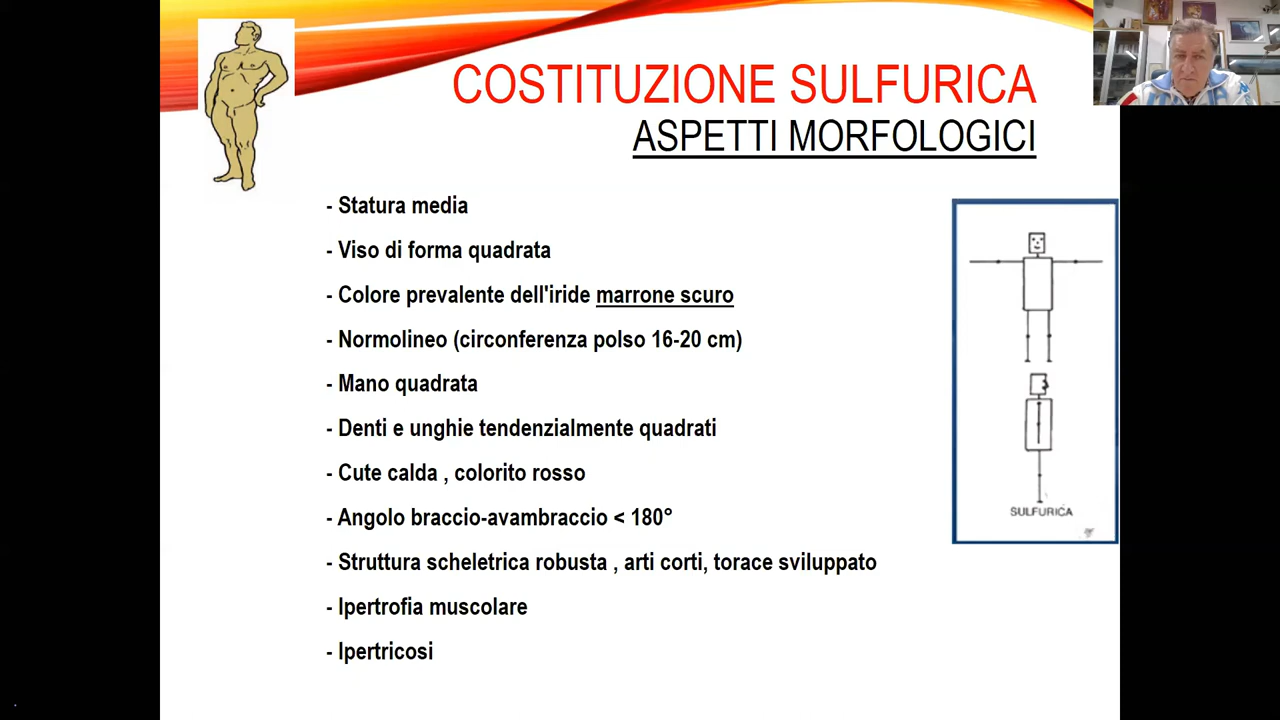 COSTITUZIONE SULFURICA
ASPETTI MORFOLOGICI
- Statura media
- Viso di forma quadrata
- Colore prevalente dell'iride marrone scuro
- Normolineo (circonferenza polso 16-20 cm)
- Mano quadrata
- Denti e unghie tendenzialmente quadrati
- Cute calda , colorito rosso
- Angolo braccio-avambraccio < 180°
- Struttura scheletrica robusta , arti corti, torace sviluppato
- Ipertrofia muscolare
- Ipertricosi
SULFURICA